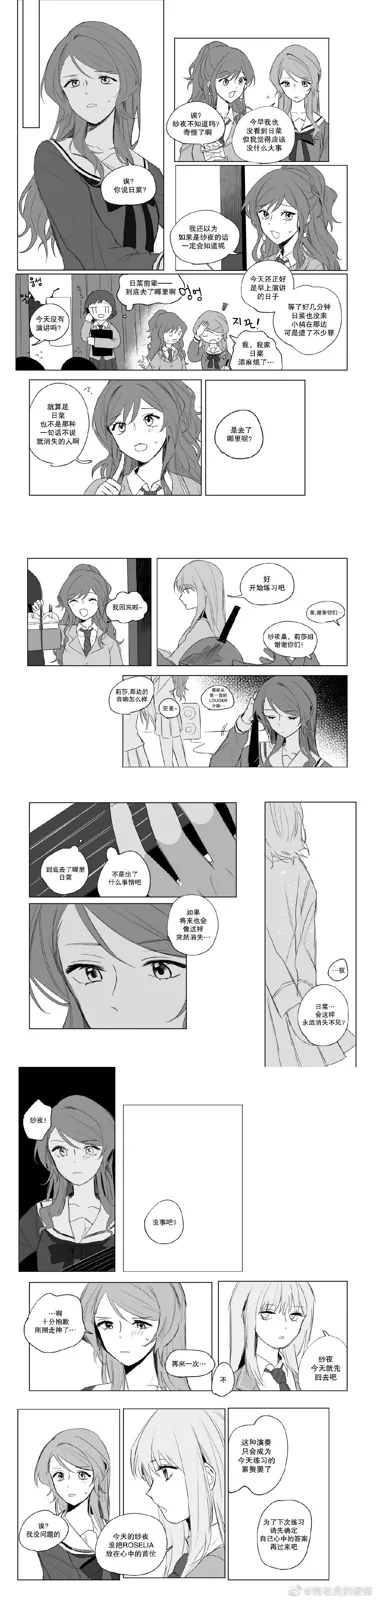 诶？
你说日菜？
诶？
纱夜不知道吗？
奇怪了啊
今早我也
没看到日菜
但我觉得应该
没什么大事
我还以为
如果是纱夜的话
一定会知道呢
今天还正好
是早上演讲
的日子
等了好几分钟
日菜也没来
小鸫在那边
可是遭了不少罪
今天没有
演讲吗？
日菜前辈——
到底去了哪里啊
엉엉
지끈
我，我家
日菜
添麻烦了…
就算是
日菜
也不是那种
一句话不说
就消失的人啊
是去了
哪里呢？
我回来啦~
好
开始练习吧
谢,谢谢你们…
纱夜桑，莉莎姐
谢谢你们！
莉莎,那边的
音响怎么样
完美~
LOUDER
到底去了哪里
日菜
不是出了
什么事情吧
如果
将来也会
像这样
突然消失…
…夜
日菜…
会这样
永远消失不见？
纱夜！
没事吧？
…啊
十分抱歉
刚刚走神了…
再来一次…
不
纱夜
今天就先
回去吧
诶？
我没问题的
今天的纱夜
没把ROSELIA
放在心中的首位
这种演奏
只会成为
今天练习的
累赘罢了
为了下次练习
请先确定
自己心中的答案
再过来吧